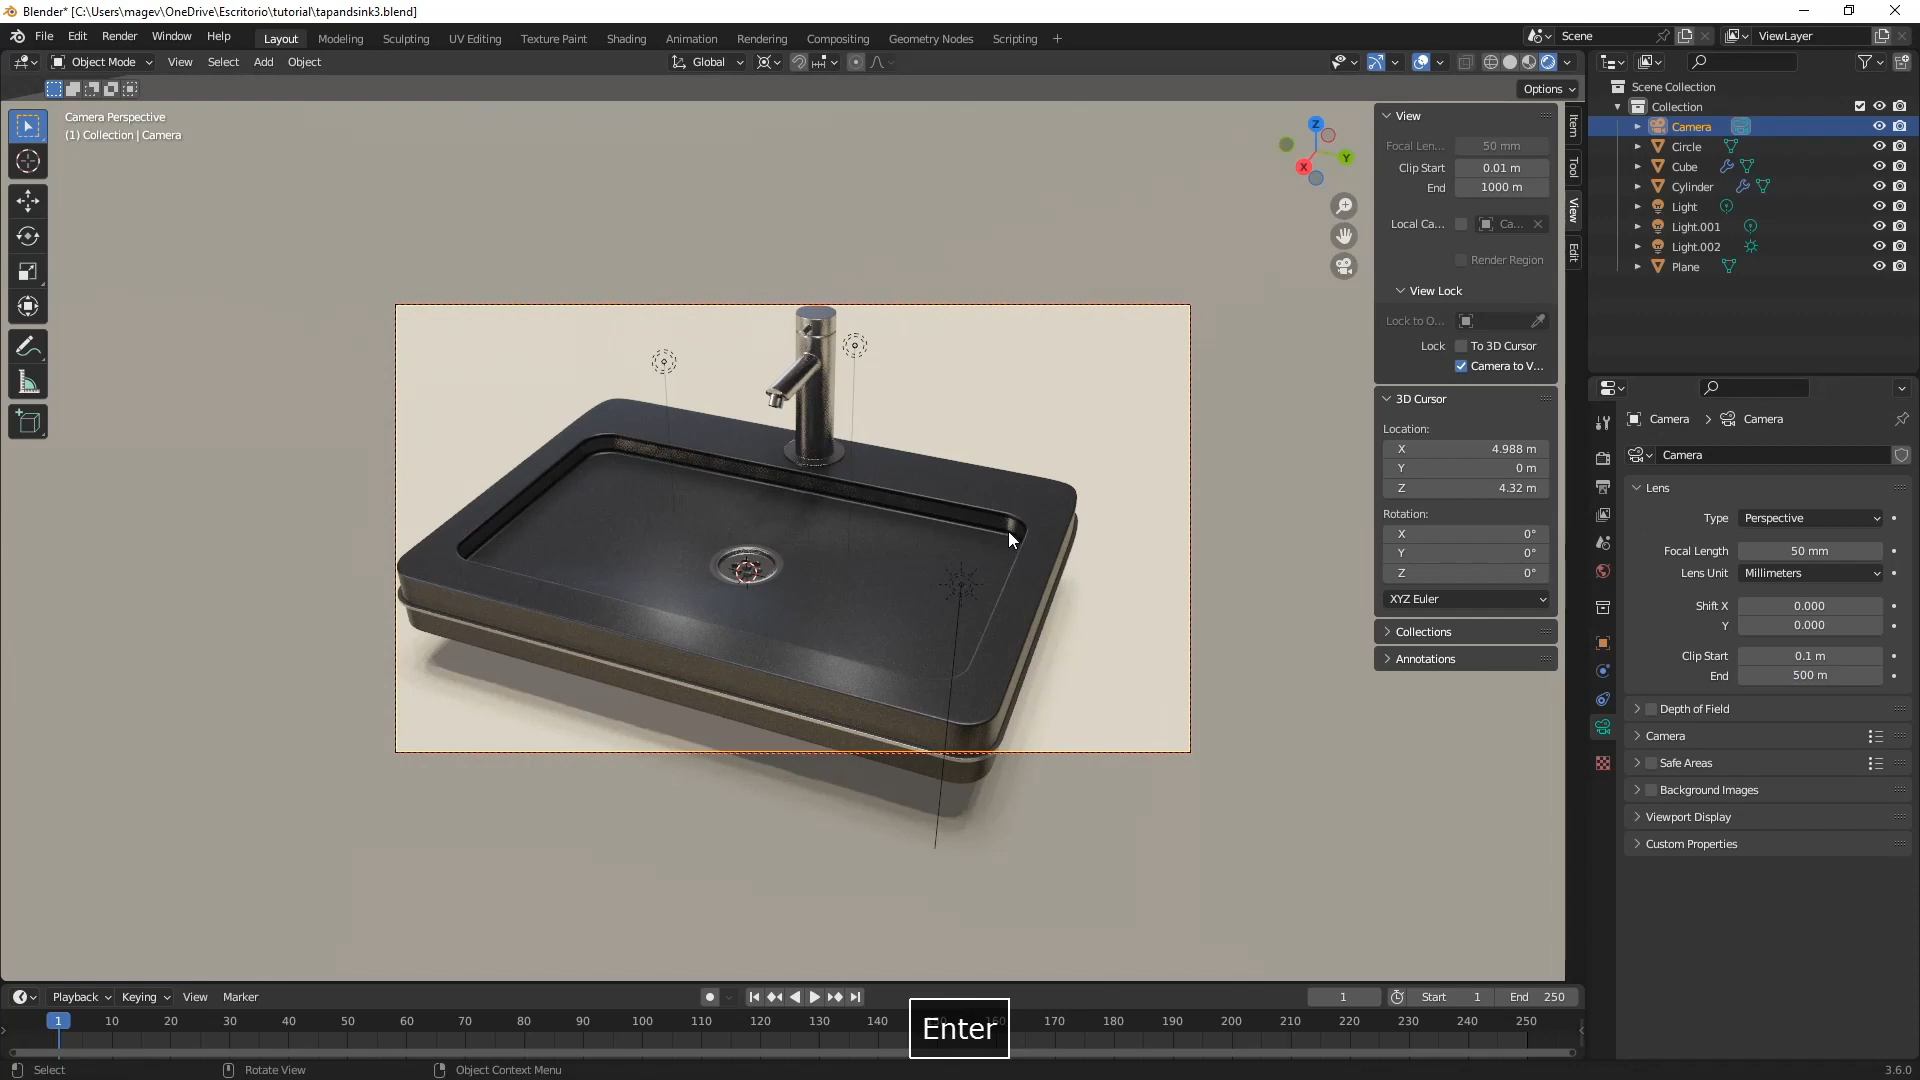 Blender* [C:\Users\magev\OneDrive\Escritorio\tutorial\tapandsink3.blend]
File Edit Render Window Help Layout Modeling Sculpting UV Editing Texture Paint Shading Animation Rendering Compositing Geometry Nodes Scripting +
Scene
ViewLayer
Object Mode View Select Add Object
Global
Options
Camera Perspective
(1) Collection | Camera
Z
Y
X
View
Focal Len... 50 mm
Clip Start 0.01 m
End 1000 m
Local Ca... Ca...
Render Region
View Lock
Lock to O...
Lock To 3D Cursor
Camera to V...
3D Cursor
Location:
X 4.988 m
Y 0 m
Z 4.32 m
Rotation:
X 0°
Y 0°
Z 0°
XYZ Euler
Collections
Annotations
Item
Tool
View
Edit
Scene Collection
Collection
Camera
Circle
Cube
Cylinder
Light
Light.001
Light.002
Plane
Camera > Camera
Camera
Lens
Type Perspective
Focal Length 50 mm
Lens Unit Millimeters
Shift X 0.000
Y 0.000
Clip Start 0.1 m
End 500 m
Depth of Field
Camera
Safe Areas
Background Images
Viewport Display
Custom Properties
Playback Keying View Marker
1 Start 1 End 250
1 10 20 30 40 50 60 70 80 90 100 110 120 130 140 160 170 180 190 200 210 220 230 240 250
Enter
Select Rotate View Object Context Menu
3.6.0